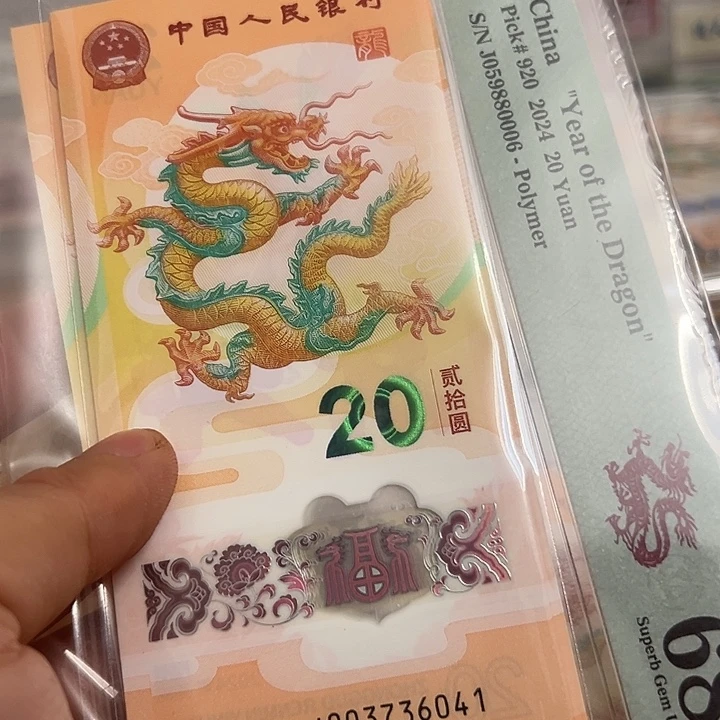 中国人民银行
龍
20
贰拾圆
003736041
China
"Year of the Dragon"
Pick# 920 2024 20 Yuan
S/N J059880006 - Polymer
68
Superb Gem